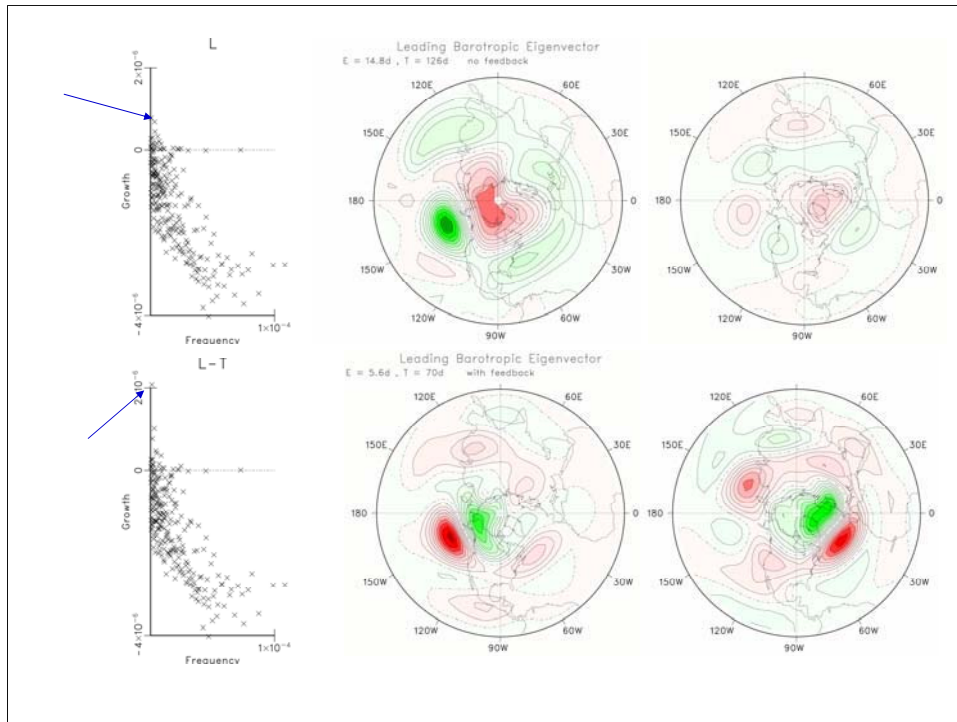 L
2×10⁻⁶
0
Growth
-4×10⁻⁶
Frequency
1×10⁻⁴
Leading Barotropic Eigenvector
E = 14.8d , T = 126d no feedback
120E
60E
150E
30E
180
0
150W
30W
120W
60W
90W
120E
60E
150E
30E
180
0
150W
30W
120W
60W
90W
L-T
2×10⁻⁶
0
Growth
-4×10⁻⁶
Frequency
1×10⁻⁴
Leading Barotropic Eigenvector
E = 5.6d , T = 70d with feedback
120E
60E
150E
30E
180
0
150W
30W
120W
60W
90W
120E
60E
150E
30E
180
0
150W
30W
120W
60W
90W